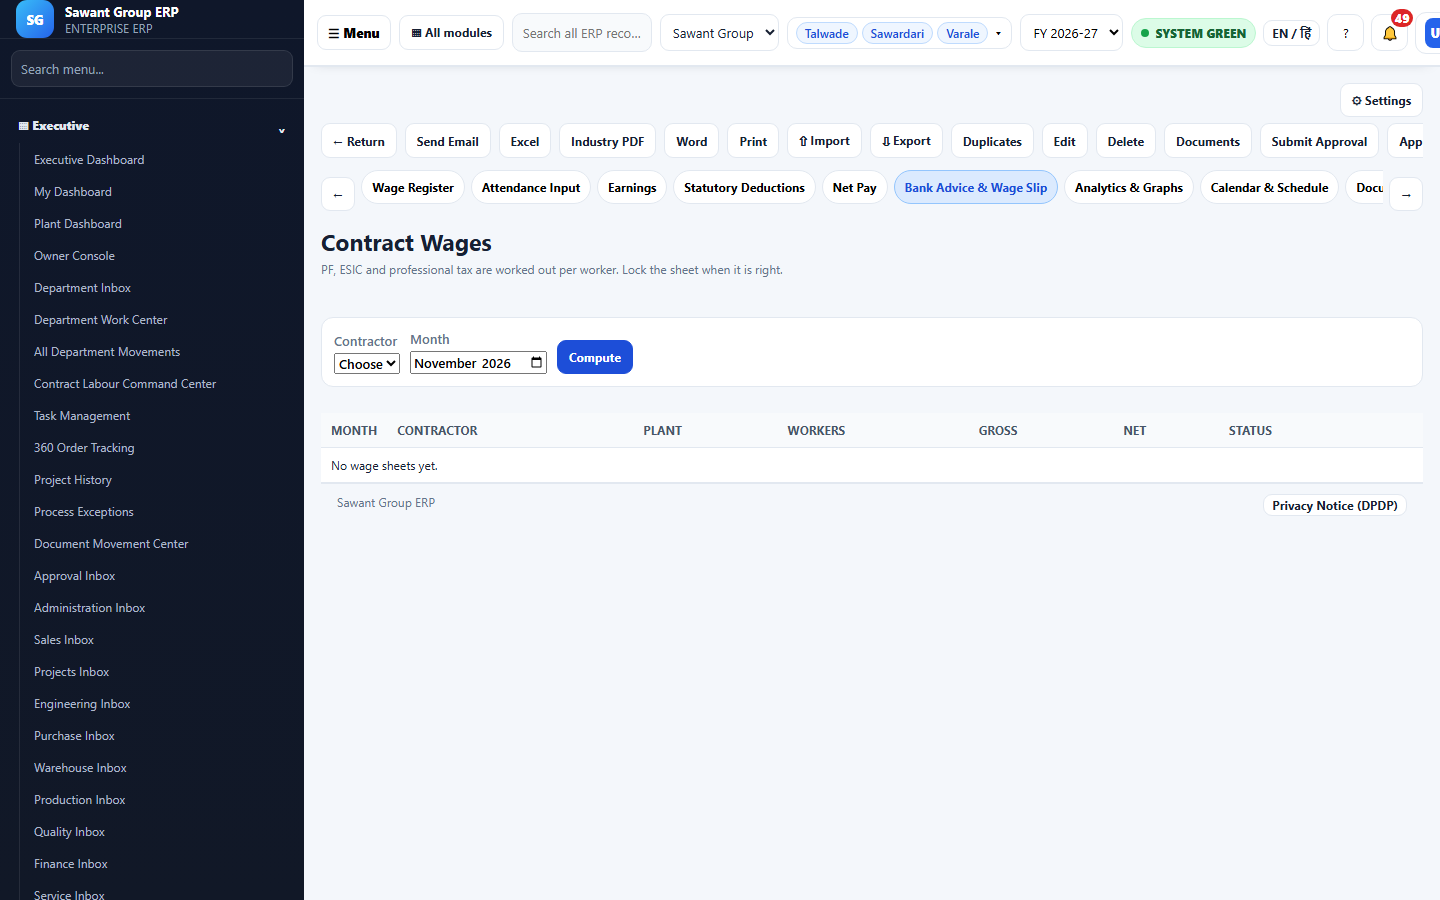 SG
Sawant Group ERP
ENTERPRISE ERP
Search menu...
Executive
Executive Dashboard
My Dashboard
Plant Dashboard
Owner Console
Department Inbox
Department Work Center
All Department Movements
Contract Labour Command Center
Task Management
360 Order Tracking
Project History
Process Exceptions
Document Movement Center
Approval Inbox
Administration Inbox
Sales Inbox
Projects Inbox
Engineering Inbox
Purchase Inbox
Warehouse Inbox
Production Inbox
Quality Inbox
Finance Inbox
Service Inbox
☰ Menu
All modules
Search all ERP reco...
Sawant Group
Talwade
Sawardari
Varale
FY 2026-27
SYSTEM GREEN
EN / हिं
?
49
U
⚙ Settings
← Return
Send Email
Excel
Industry PDF
Word
Print
⇧ Import
⇩ Export
Duplicates
Edit
Delete
Documents
Submit Approval
App
←
Wage Register
Attendance Input
Earnings
Statutory Deductions
Net Pay
Bank Advice & Wage Slip
Analytics & Graphs
Calendar & Schedule
Docu
→
Contract Wages
PF, ESIC and professional tax are worked out per worker. Lock the sheet when it is right.
Contractor
Month
Choose
November 2026
Compute
MONTH CONTRACTOR PLANT WORKERS GROSS NET STATUS
No wage sheets yet.
Sawant Group ERP
Privacy Notice (DPDP)